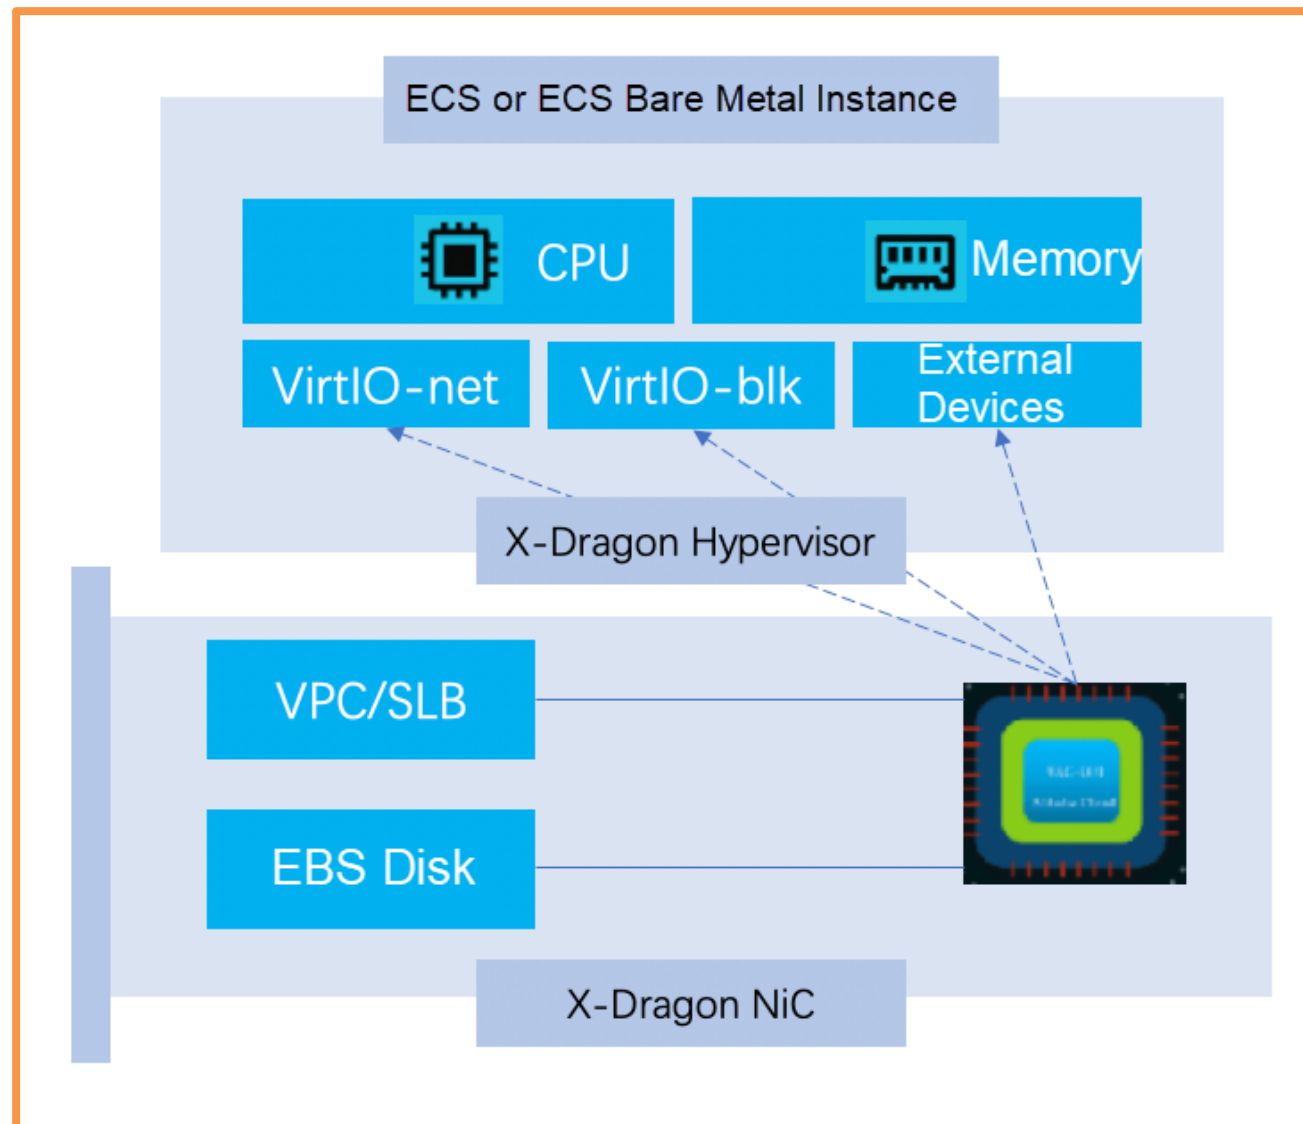 ECS or ECS Bare Metal Instance
CPU
Memory
VirtIO-net
VirtIO-blk
External
Devices
X-Dragon Hypervisor
VPC/SLB
EBS Disk
X-Dragon NiC